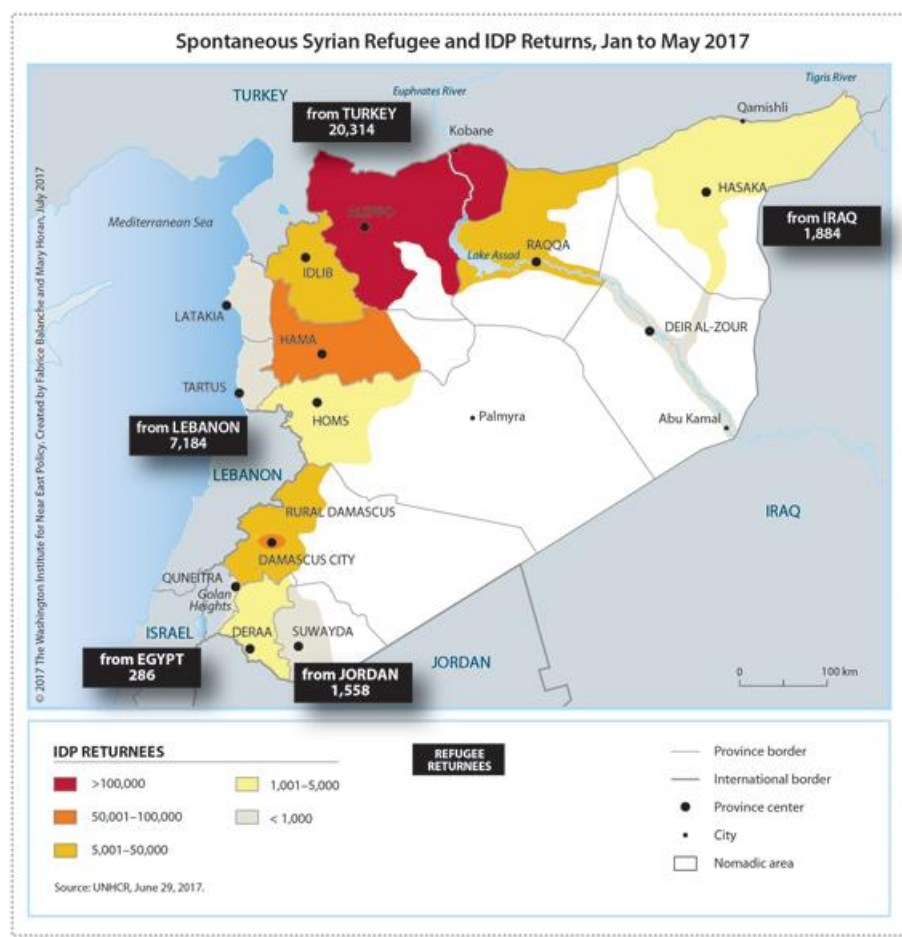 Spontaneous Syrian Refugee and IDP Returns, Jan to May 2017
Tigris River
TURKEY
Euphrates River
from TURKEY
20,314
Qamishli
Kobane
HASAKA
Mediterranean Sea
ALEPPO
from IRAQ
1,884
Lake Assad
RAQQA
IDLIB
LATAKIA
DEIR AL-ZOUR
HAMA
TARTUS
HOMS
Palmyra
Abu Kamal
from LEBANON
7,184
LEBANON
RURAL DAMASCUS
IRAQ
DAMASCUS CITY
QUNEITRA
Golan
Heights
ISRAEL
DERAA
SUWAYDA
from EGYPT
286
from JORDAN
1,558
JORDAN
0
100 km
© 2017 The Washington Institute for Near East Policy. Created by Fabrice Balanche and Mary Horan, July 2017
IDP RETURNEES
>100,000
50,001–100,000
5,001–50,000
1,001–5,000
< 1,000
REFUGEE
RETURNEES
Province border
International border
Province center
City
Nomadic area
Source: UNHCR, June 29, 2017.